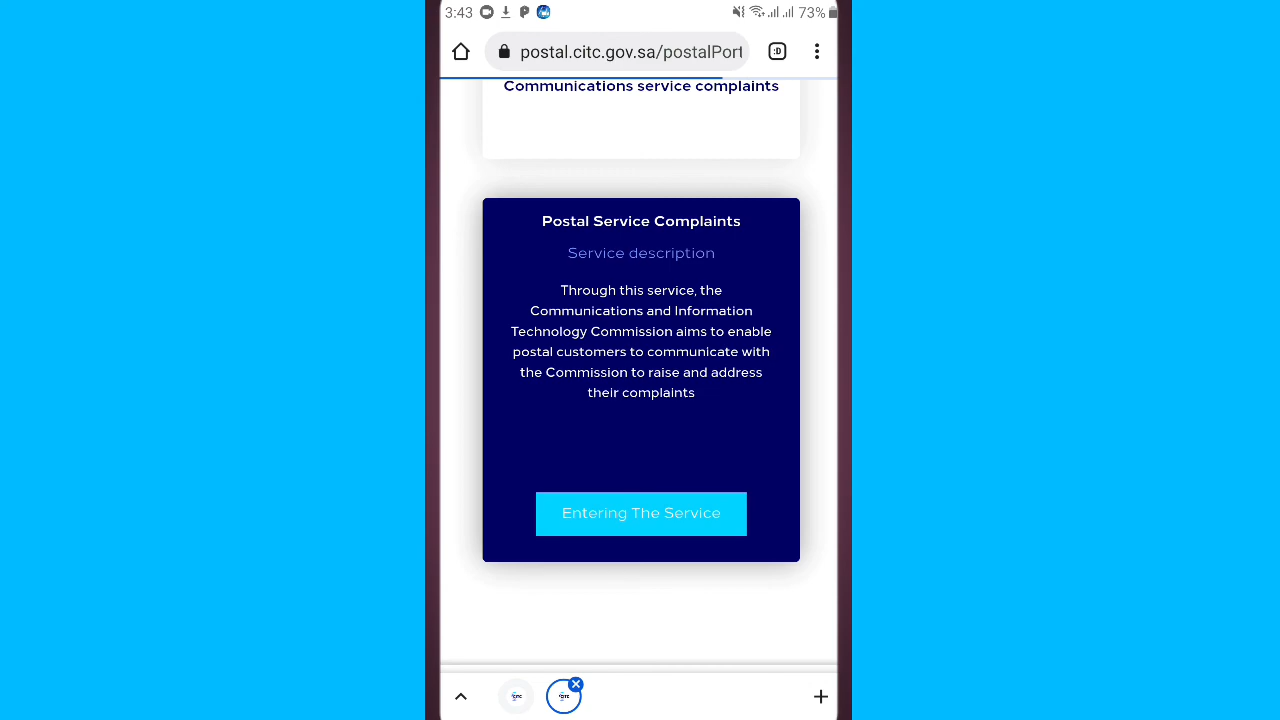 3:43
73%
postal.citc.gov.sa/postalPort
:D
Communications service complaints
Postal Service Complaints
Service description
Through this service, the
Communications and Information
Technology Commission aims to enable
postal customers to communicate with
the Commission to raise and address
their complaints
Entering The Service
CITC
CITC